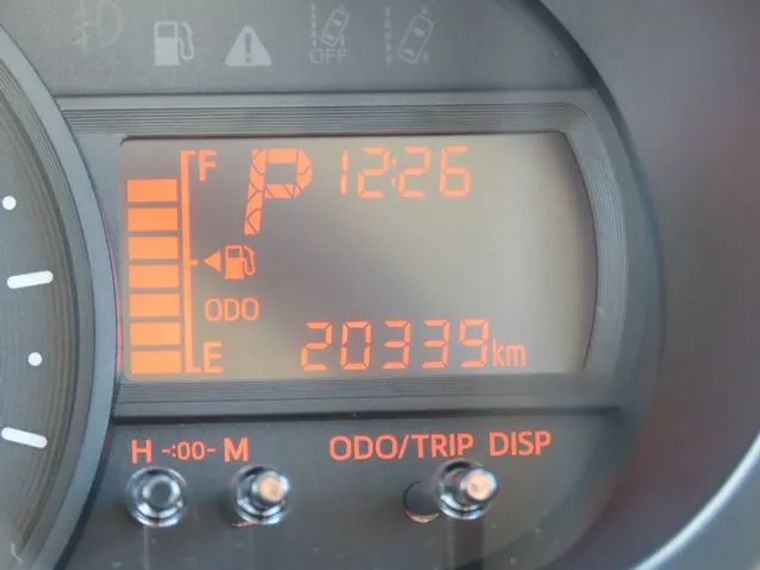 OFF
F
P 12:26
ODO
E 20339km
H -:00- M ODO/TRIP DISP